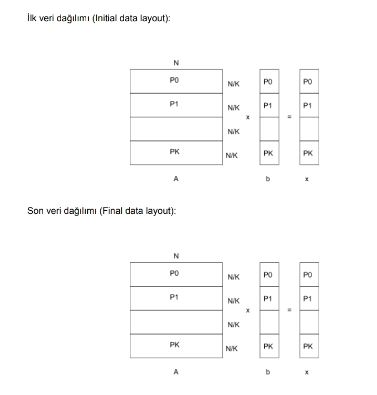 İlk veri dağılımı (Initial data layout):
N
P0 N/K P0 P0
P1 N/K P1 P1
x =
N/K
PK N/K PK PK
A b x
Son veri dağılımı (Final data layout):
N
P0 N/K P0 P0
P1 N/K P1 P1
x =
N/K
PK N/K PK PK
A b x